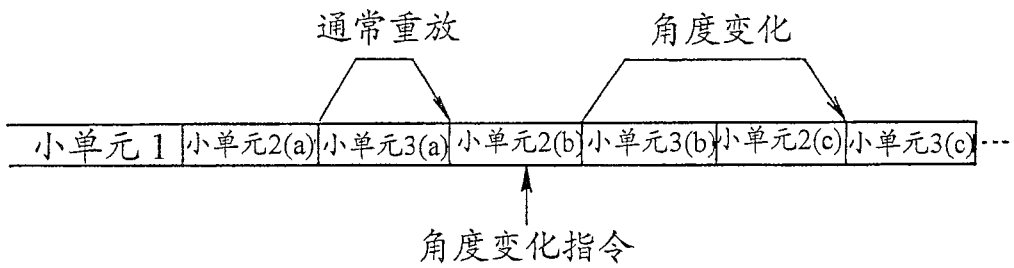 通常重放 角度变化
小单元1 小单元2(a) 小单元3(a) 小单元2(b) 小单元3(b) 小单元2(c) 小单元3(c) ···
角度变化指令